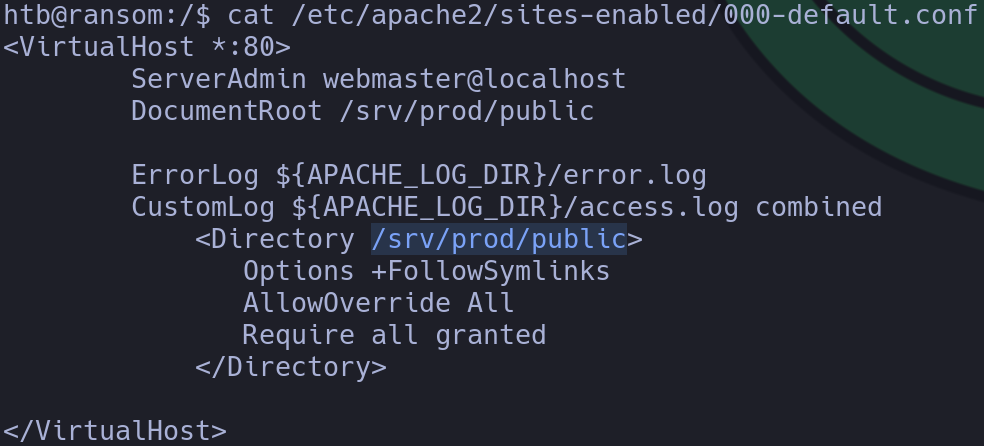 htb@ransom:/$ cat /etc/apache2/sites-enabled/000-default.conf
<VirtualHost *:80>
        ServerAdmin webmaster@localhost
        DocumentRoot /srv/prod/public

        ErrorLog ${APACHE_LOG_DIR}/error.log
        CustomLog ${APACHE_LOG_DIR}/access.log combined
            <Directory /srv/prod/public>
               Options +FollowSymlinks
               AllowOverride All
               Require all granted
            </Directory>

</VirtualHost>